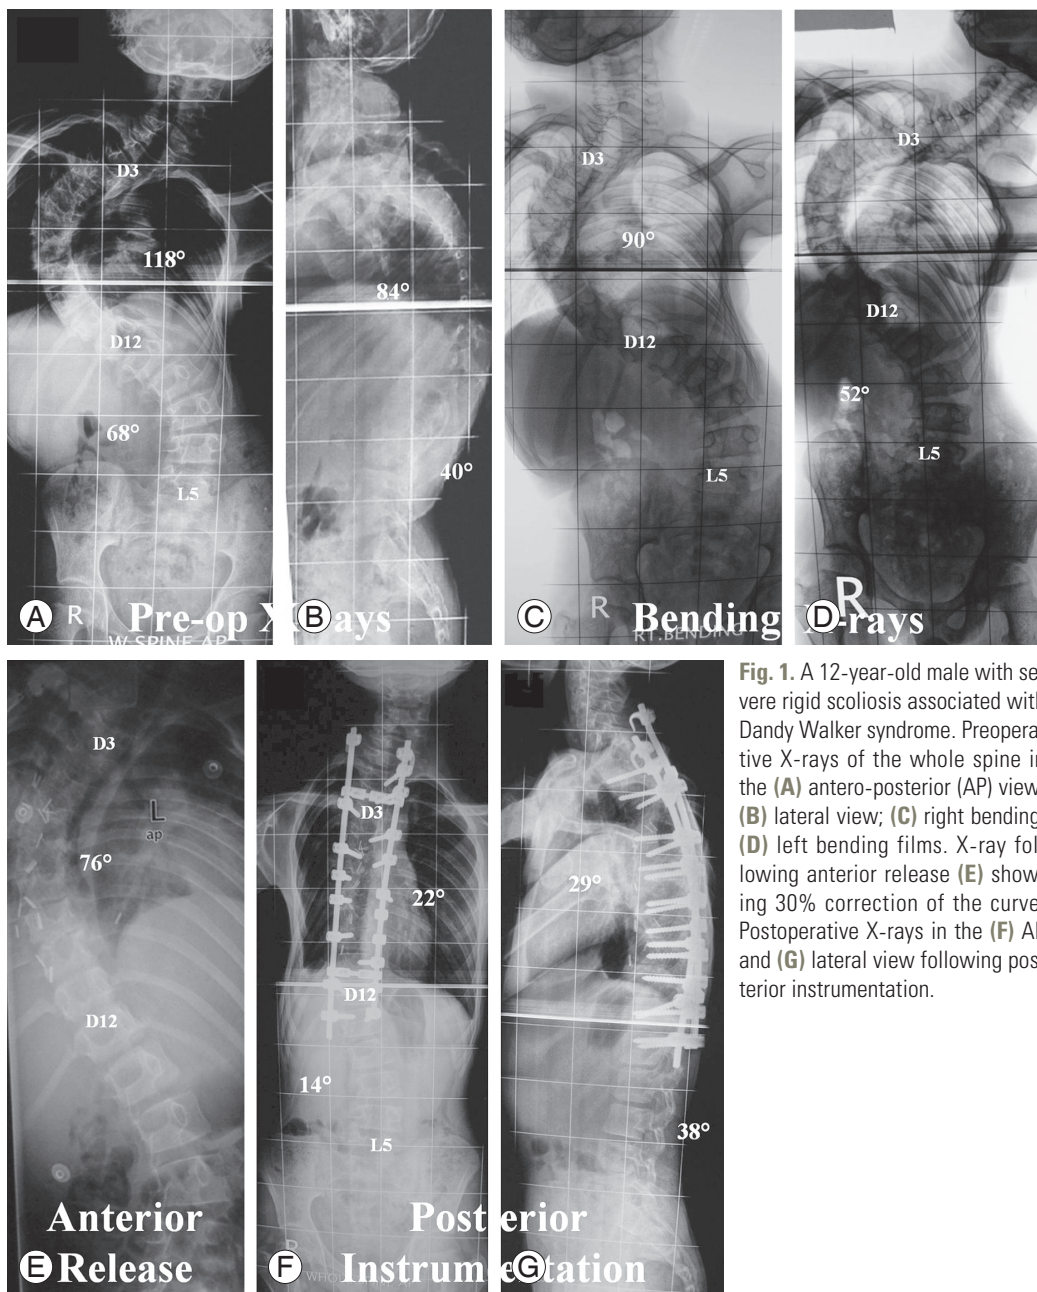 D3
118°
D12
68°
L5
A
R
W.SPINE AP
84°
40°
B
Pre-op X-rays
D3
90°
D12
L5
C
R
RT.BENDING
D3
D12
52°
L5
D
R
Bending X-rays
D3
L
ap
76°
D12
Anterior
E Release
D3
22°
D12
14°
L5
F
29°
38°
G
Posterior
Instrumentation
Fig. 1. A 12-year-old male with se
vere rigid scoliosis associated with
Dandy Walker syndrome. Preopera
tive X-rays of the whole spine in
the (A) antero-posterior (AP) view
(B) lateral view; (C) right bending
(D) left bending films. X-ray fol
lowing anterior release (E) show
ing 30% correction of the curve
Postoperative X-rays in the (F) A
and (G) lateral view following pos
terior instrumentation.